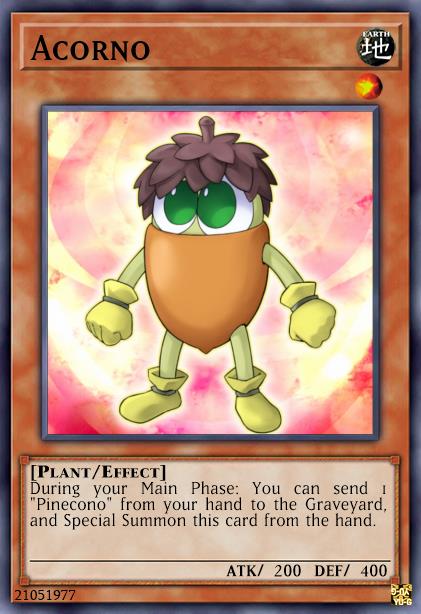 ACORNO
EARTH
地
[PLANT/EFFECT]
During your Main Phase: You can send 1
"Pinecono" from your hand to the Graveyard,
and Special Summon this card from the hand.
ATK/ 200 DEF/ 400
21051977